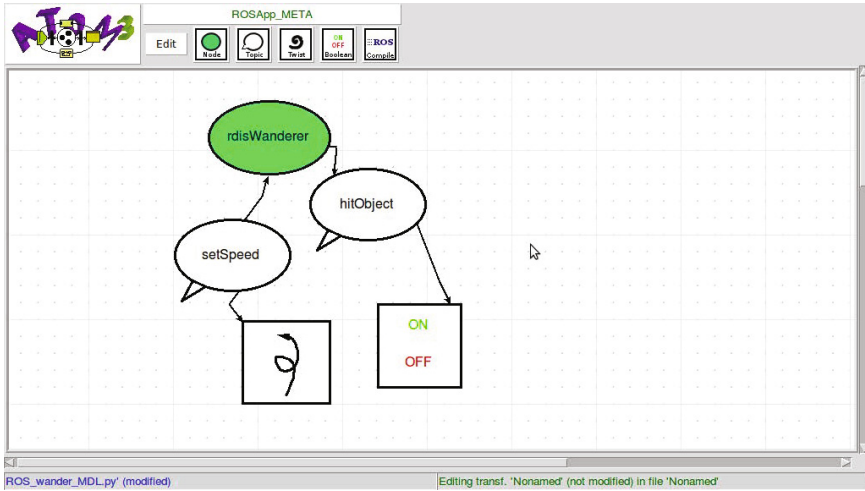 ATOM3
ROSApp_META
Edit
Node
Topic
Twist
ON
OFF
Boolean
:::ROS
Compile
rdisWanderer
hitObject
setSpeed
ON
OFF
ROS_wander_MDL.py' (modified)
Editing transf. 'Nonamed' (not modified) in file 'Nonamed'